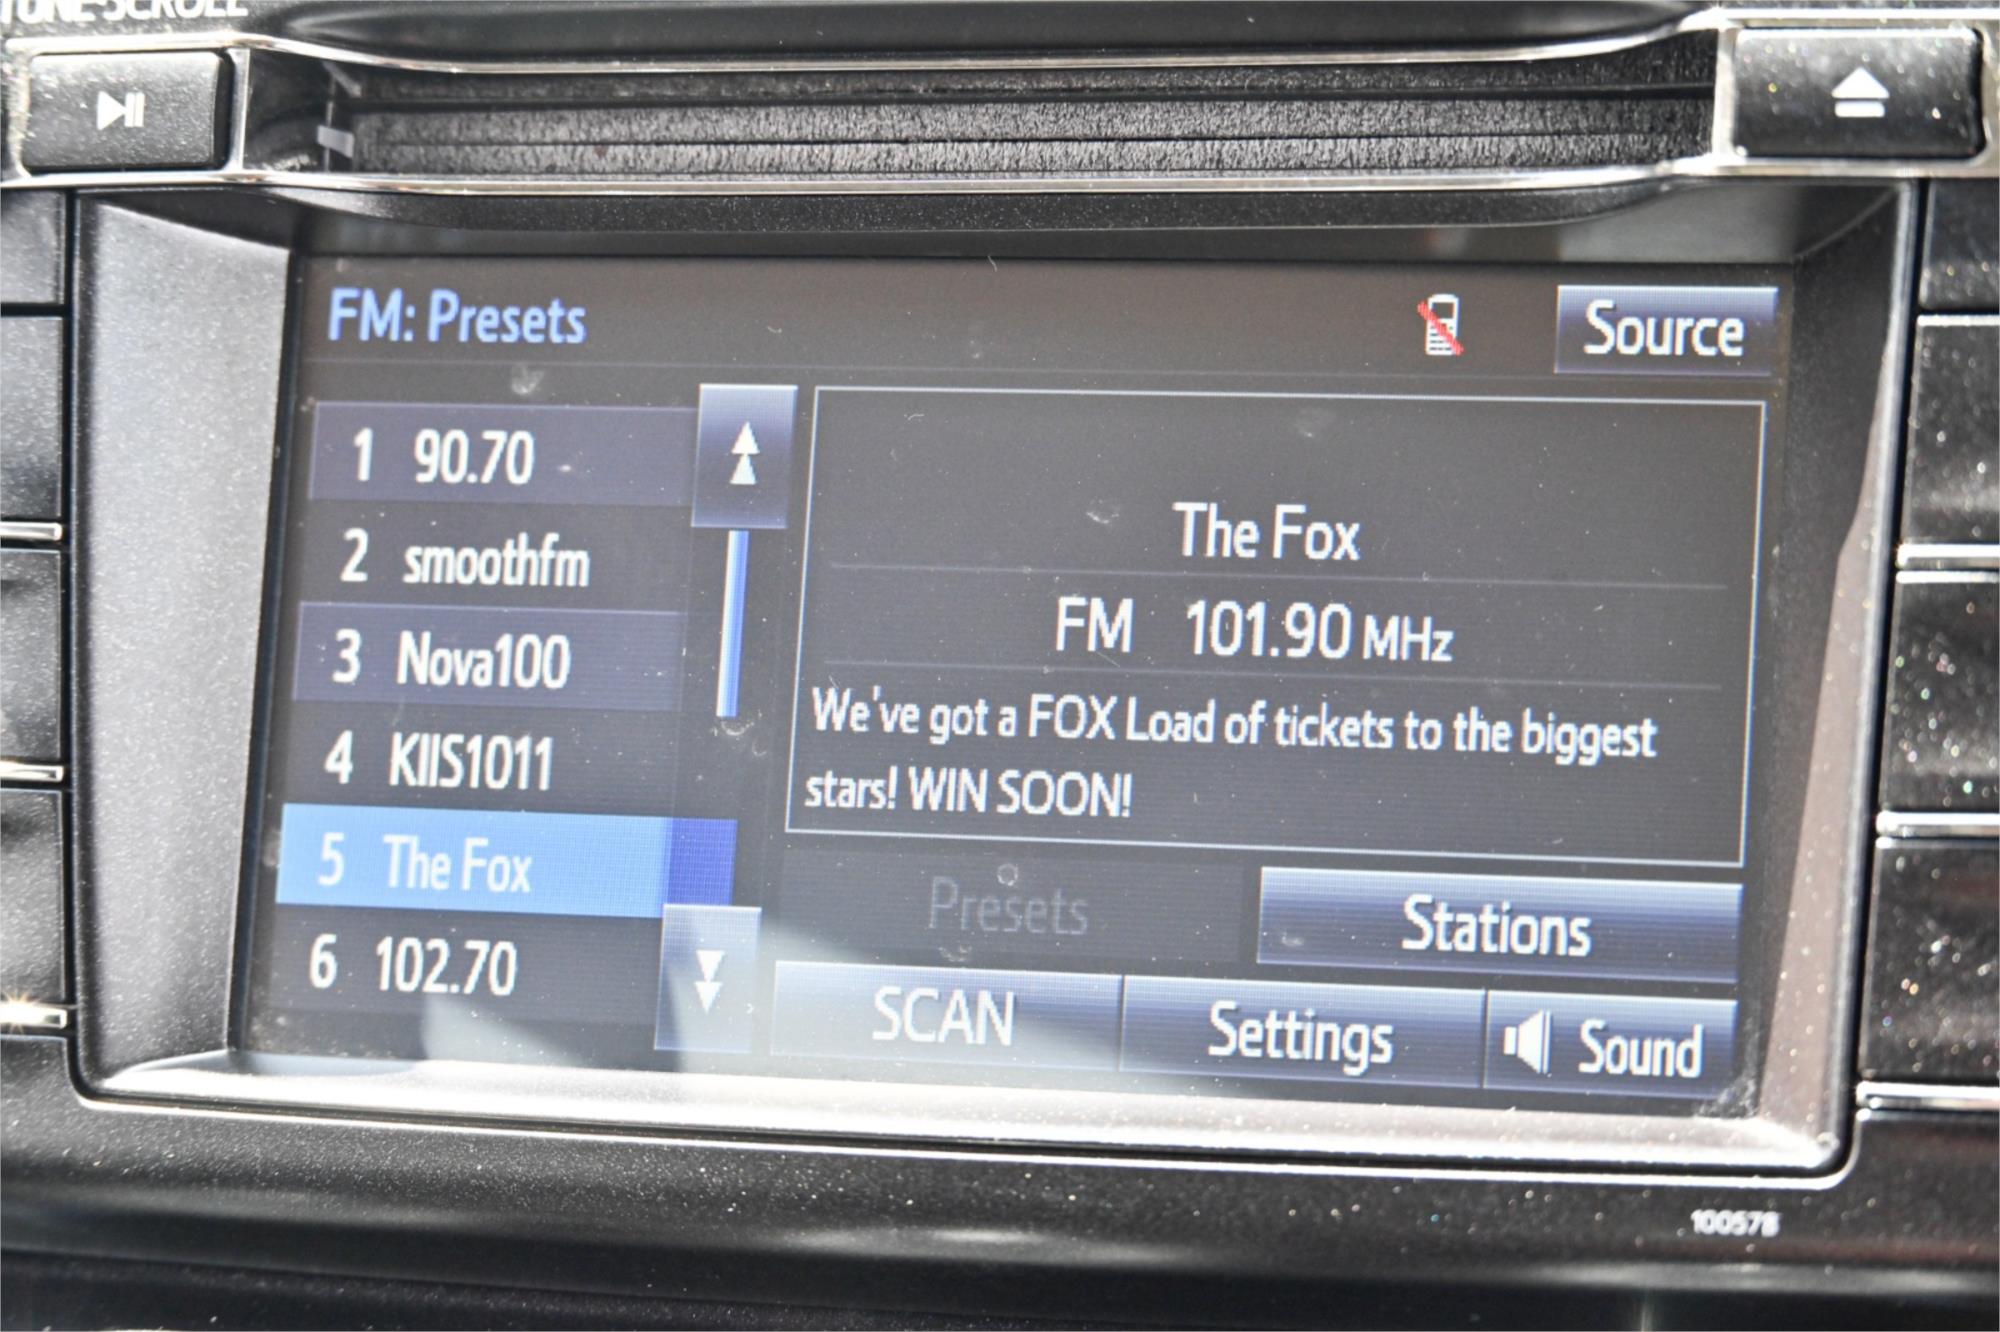 TUNE·SCROLL
FM: Presets
Source
1 90.70
2 smoothfm
3 Nova100
4 KIIS1011
5 The Fox
6 102.70
The Fox
FM 101.90 MHz
We've got a FOX Load of tickets to the biggest
stars! WIN SOON!
Presets
Stations
SCAN
Settings
Sound
100578